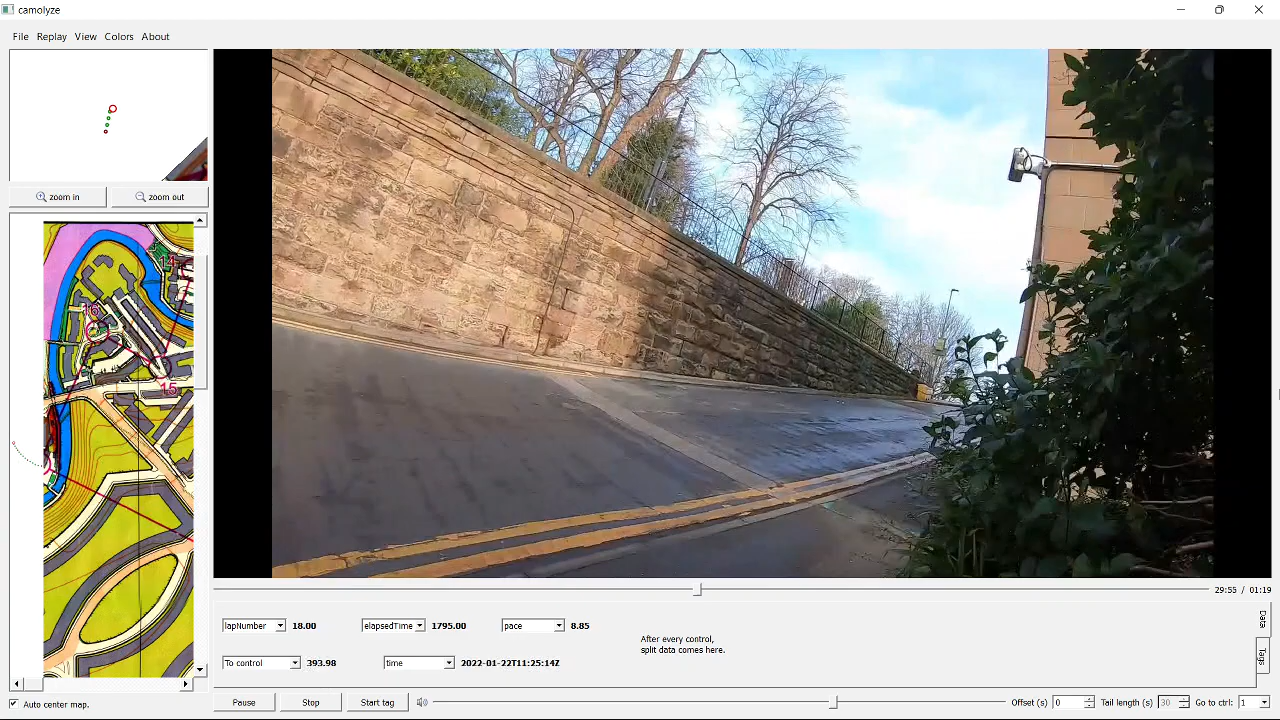 camolyze
File Replay View Colors About
zoom in zoom out
16
15
29:55 / 01:19
lapNumber 18.00 elapsedTime 1795.00 pace 8.85
After every control,
split data comes here.
To control 393.98 time 2022-01-22T11:25:14Z
Data
Tags
Auto center map.
Pause Stop Start tag Offset (s) 0 Tail length (s) 30 Go to ctrl: 1